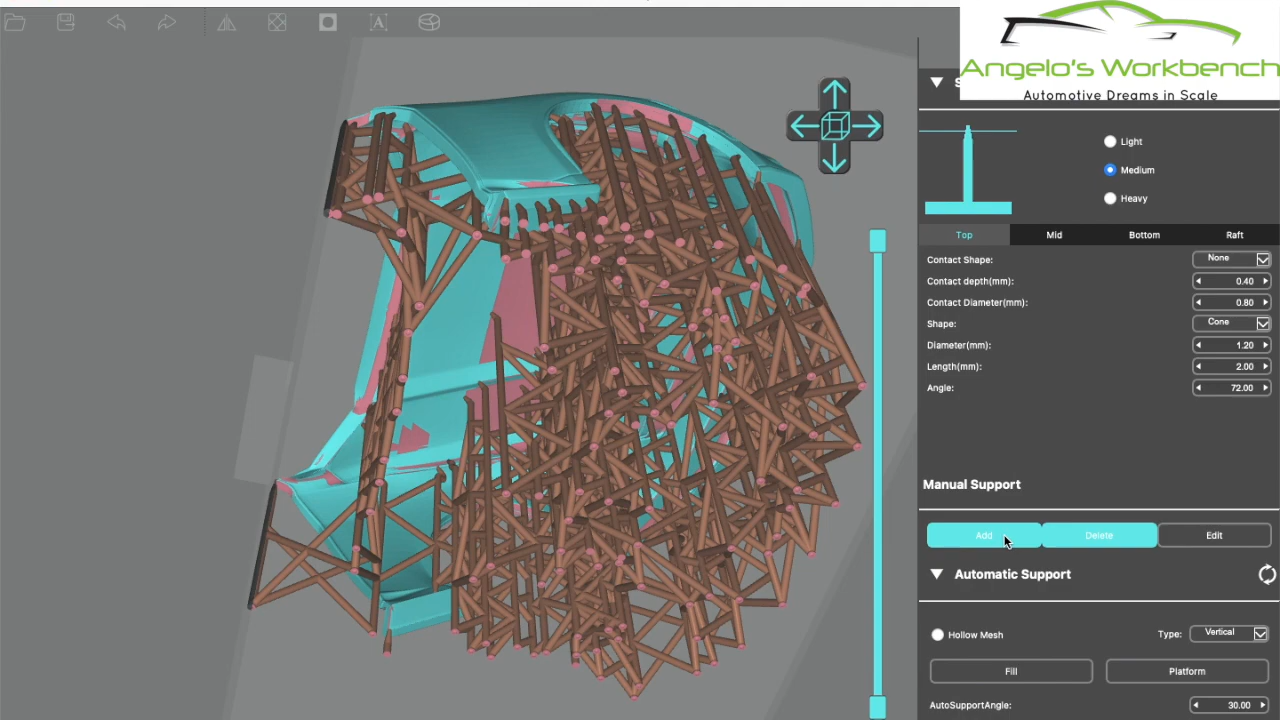 A
Angelo's Workbench
Automotive Dreams in Scale
Light
Medium
Heavy
Top Mid Bottom Raft
Contact Shape: None
Contact depth(mm): 0.40
Contact Diameter(mm): 0.80
Shape: Cone
Diameter(mm): 1.20
Length(mm): 2.00
Angle: 72.00
Manual Support
Add Delete Edit
Automatic Support
Hollow Mesh Type: Vertical
Fill Platform
AutoSupportAngle: 30.00